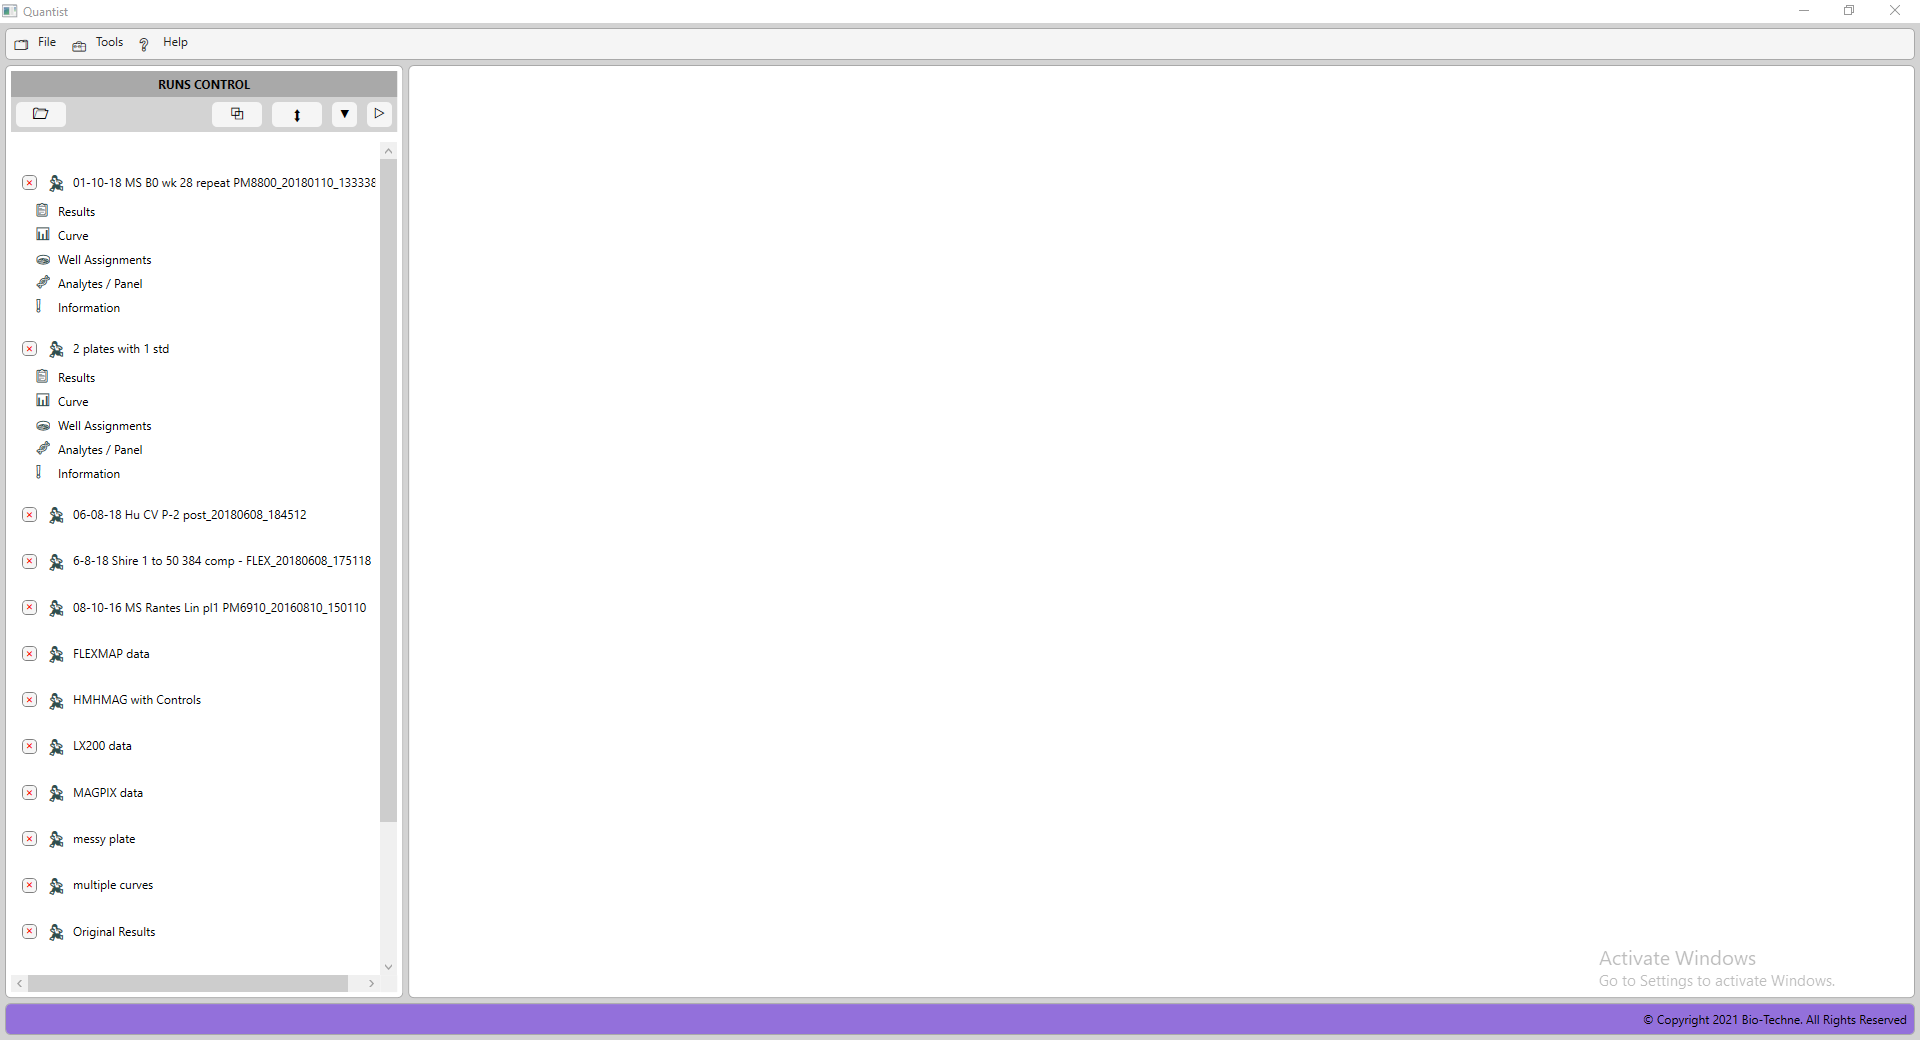 Quantist
File
Tools
Help
RUNS CONTROL
01-10-18 MS B0 wk 28 repeat PM8800_20180110_133338
Results
Curve
Well Assignments
Analytes / Panel
Information
2 plates with 1 std
Results
Curve
Well Assignments
Analytes / Panel
Information
06-08-18 Hu CV P-2 post_20180608_184512
6-8-18 Shire 1 to 50 384 comp - FLEX_20180608_175118
08-10-16 MS Rantes Lin pl1 PM6910_20160810_150110
FLEXMAP data
HMHMAG with Controls
LX200 data
MAGPIX data
messy plate
multiple curves
Original Results
Activate Windows
Go to Settings to activate Windows.
© Copyright 2021 Bio-Techne. All Rights Reserved